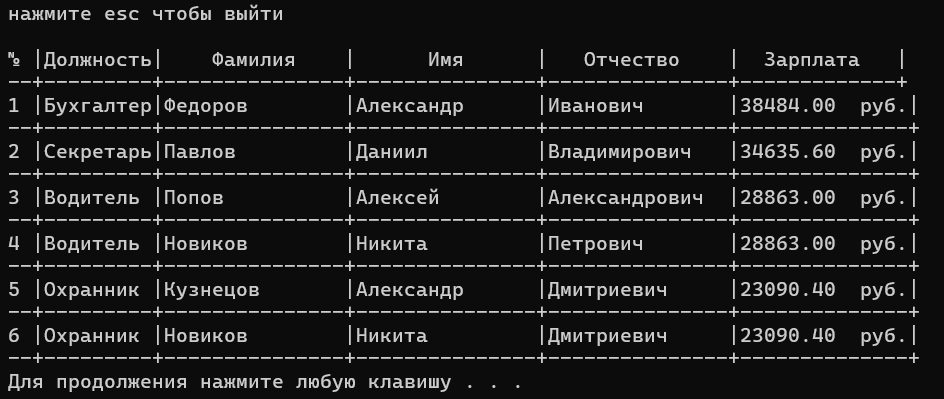 нажмите esc чтобы выйти
№ |Должность|    Фамилия    |      Имя      |   Отчество    |  Зарплата   |
--+---------+---------------+---------------+---------------+-------------+
1 |Бухгалтер|Федоров        |Александр      |Иванович       |38484.00  руб.|
--+---------+---------------+---------------+---------------+--------------+
2 |Секретарь|Павлов         |Даниил         |Владимирович   |34635.60  руб.|
--+---------+---------------+---------------+---------------+--------------+
3 |Водитель |Попов          |Алексей        |Александрович  |28863.00  руб.|
--+---------+---------------+---------------+---------------+--------------+
4 |Водитель |Новиков        |Никита         |Петрович       |28863.00  руб.|
--+---------+---------------+---------------+---------------+--------------+
5 |Охранник |Кузнецов       |Александр      |Дмитриевич     |23090.40  руб.|
--+---------+---------------+---------------+---------------+--------------+
6 |Охранник |Новиков        |Никита         |Дмитриевич     |23090.40  руб.|
--+---------+---------------+---------------+---------------+--------------+
Для продолжения нажмите любую клавишу . . .